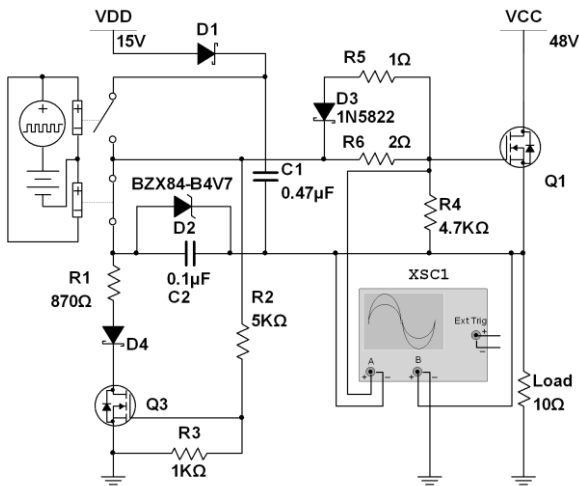 VDD
15V
D1
VCC
48V
R5 1Ω
D3
1N5822
R6 2Ω
Q1
C1
0.47µF
BZX84-B4V7
D2
0.1µF
C2
R4
4.7KΩ
R1
870Ω
R2
5KΩ
XSC1
Ext Trig
+
−
A
B
+ − + −
D4
Q3
R3
1KΩ
Load
10Ω